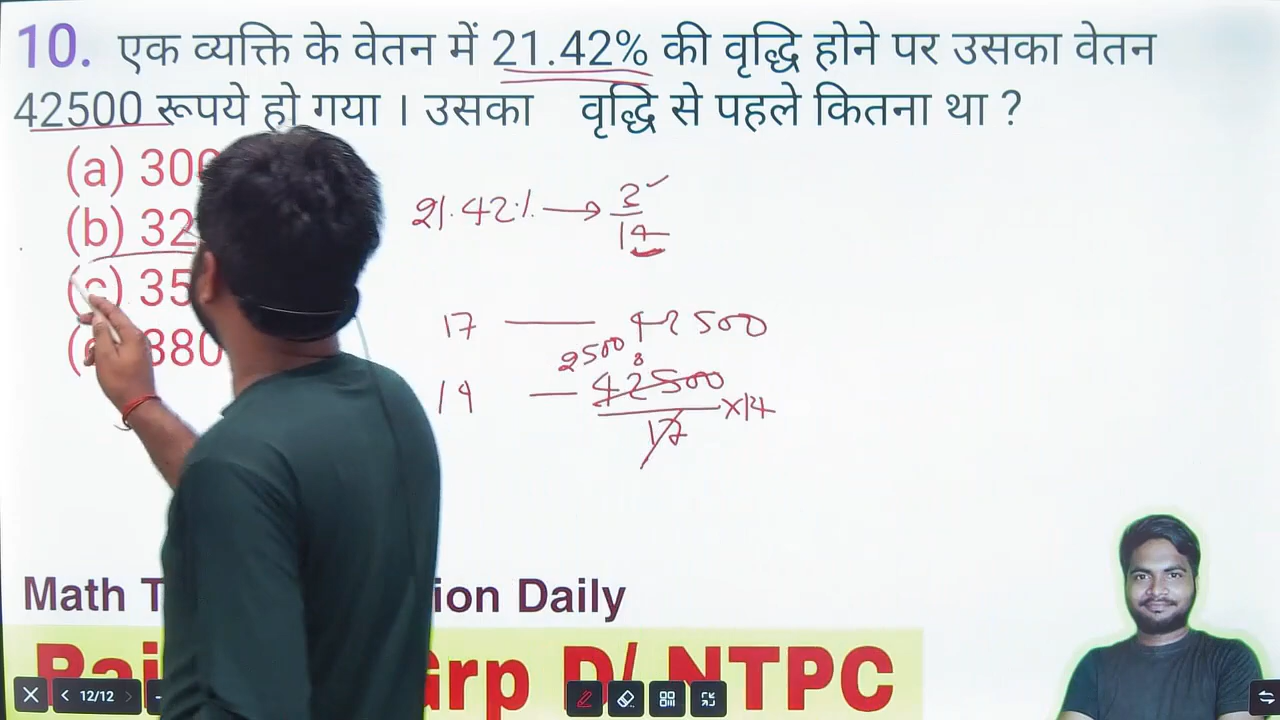 10. एक व्यक्ति के वेतन में 21.42% की वृद्धि होने पर उसका वेतन
42500 रूपये हो गया । उसका वृद्धि से पहले कितना था ?
(a) 300
(b) 32
(c) 35
380
21.42% → 3/14
17 — 42500
14 — 42500/17 ×14
2500
Math ion Daily
Grp D/ NTPC
12/12